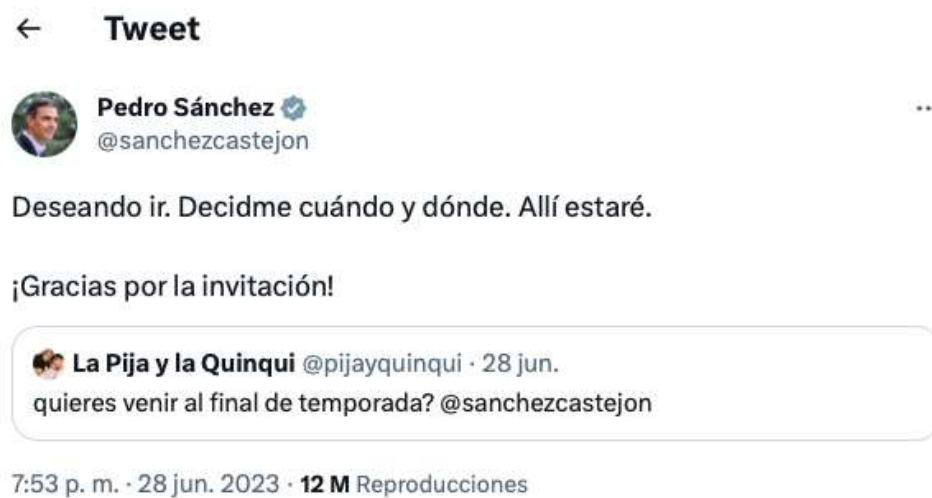 Tweet
Pedro Sánchez
@sanchezcastejon
Deseando ir. Decidme cuándo y dónde. Allí estaré.
¡Gracias por la invitación!
La Pija y la Quinqui @pijayquinqui · 28 jun.
quieres venir al final de temporada? @sanchezcastejon
7:53 p. m. · 28 jun. 2023 · 12 M Reproducciones